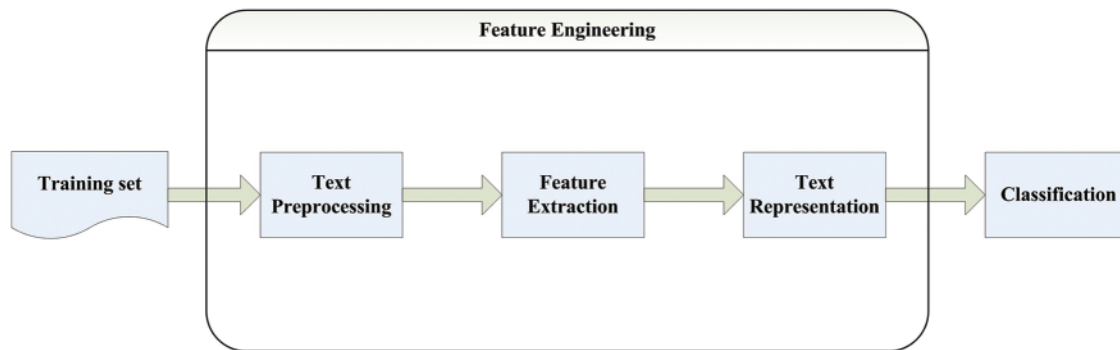 Feature Engineering
Training set
Text
Preprocessing
Feature
Extraction
Text
Representation
Classification